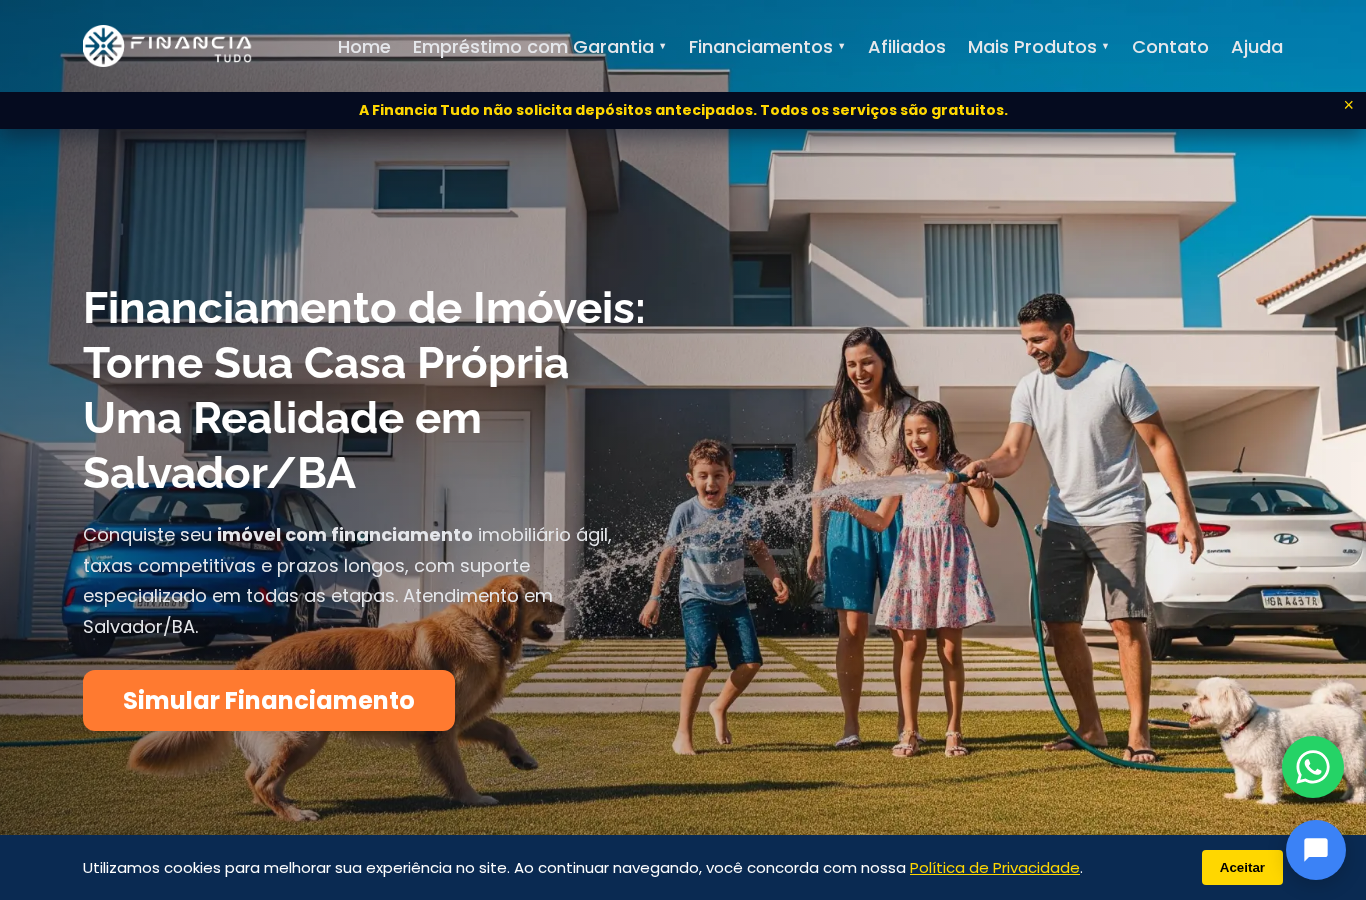 FINANCIA
TUDO
Home
Empréstimo com Garantia ▼
Financiamentos ▼
Afiliados
Mais Produtos ▼
Contato
Ajuda
A Financia Tudo não solicita depósitos antecipados. Todos os serviços são gratuitos.
×
Financiamento de Imóveis:
Torne Sua Casa Própria
Uma Realidade em
Salvador/BA
Conquiste seu imóvel com financiamento imobiliário ágil,
taxas competitivas e prazos longos, com suporte
especializado em todas as etapas. Atendimento em
Salvador/BA.
Simular Financiamento
Utilizamos cookies para melhorar sua experiência no site. Ao continuar navegando, você concorda com nossa Política de Privacidade.
Aceitar